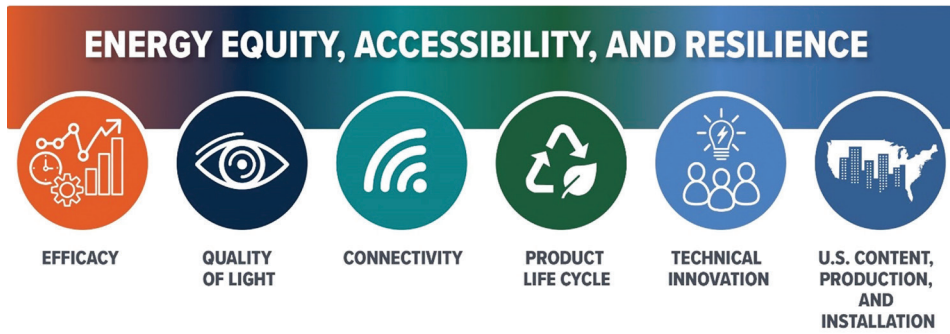 ENERGY EQUITY, ACCESSIBILITY, AND RESILIENCE
EFFICACY
QUALITY
OF LIGHT
CONNECTIVITY
PRODUCT
LIFE CYCLE
TECHNICAL
INNOVATION
U.S. CONTENT,
PRODUCTION,
AND
INSTALLATION